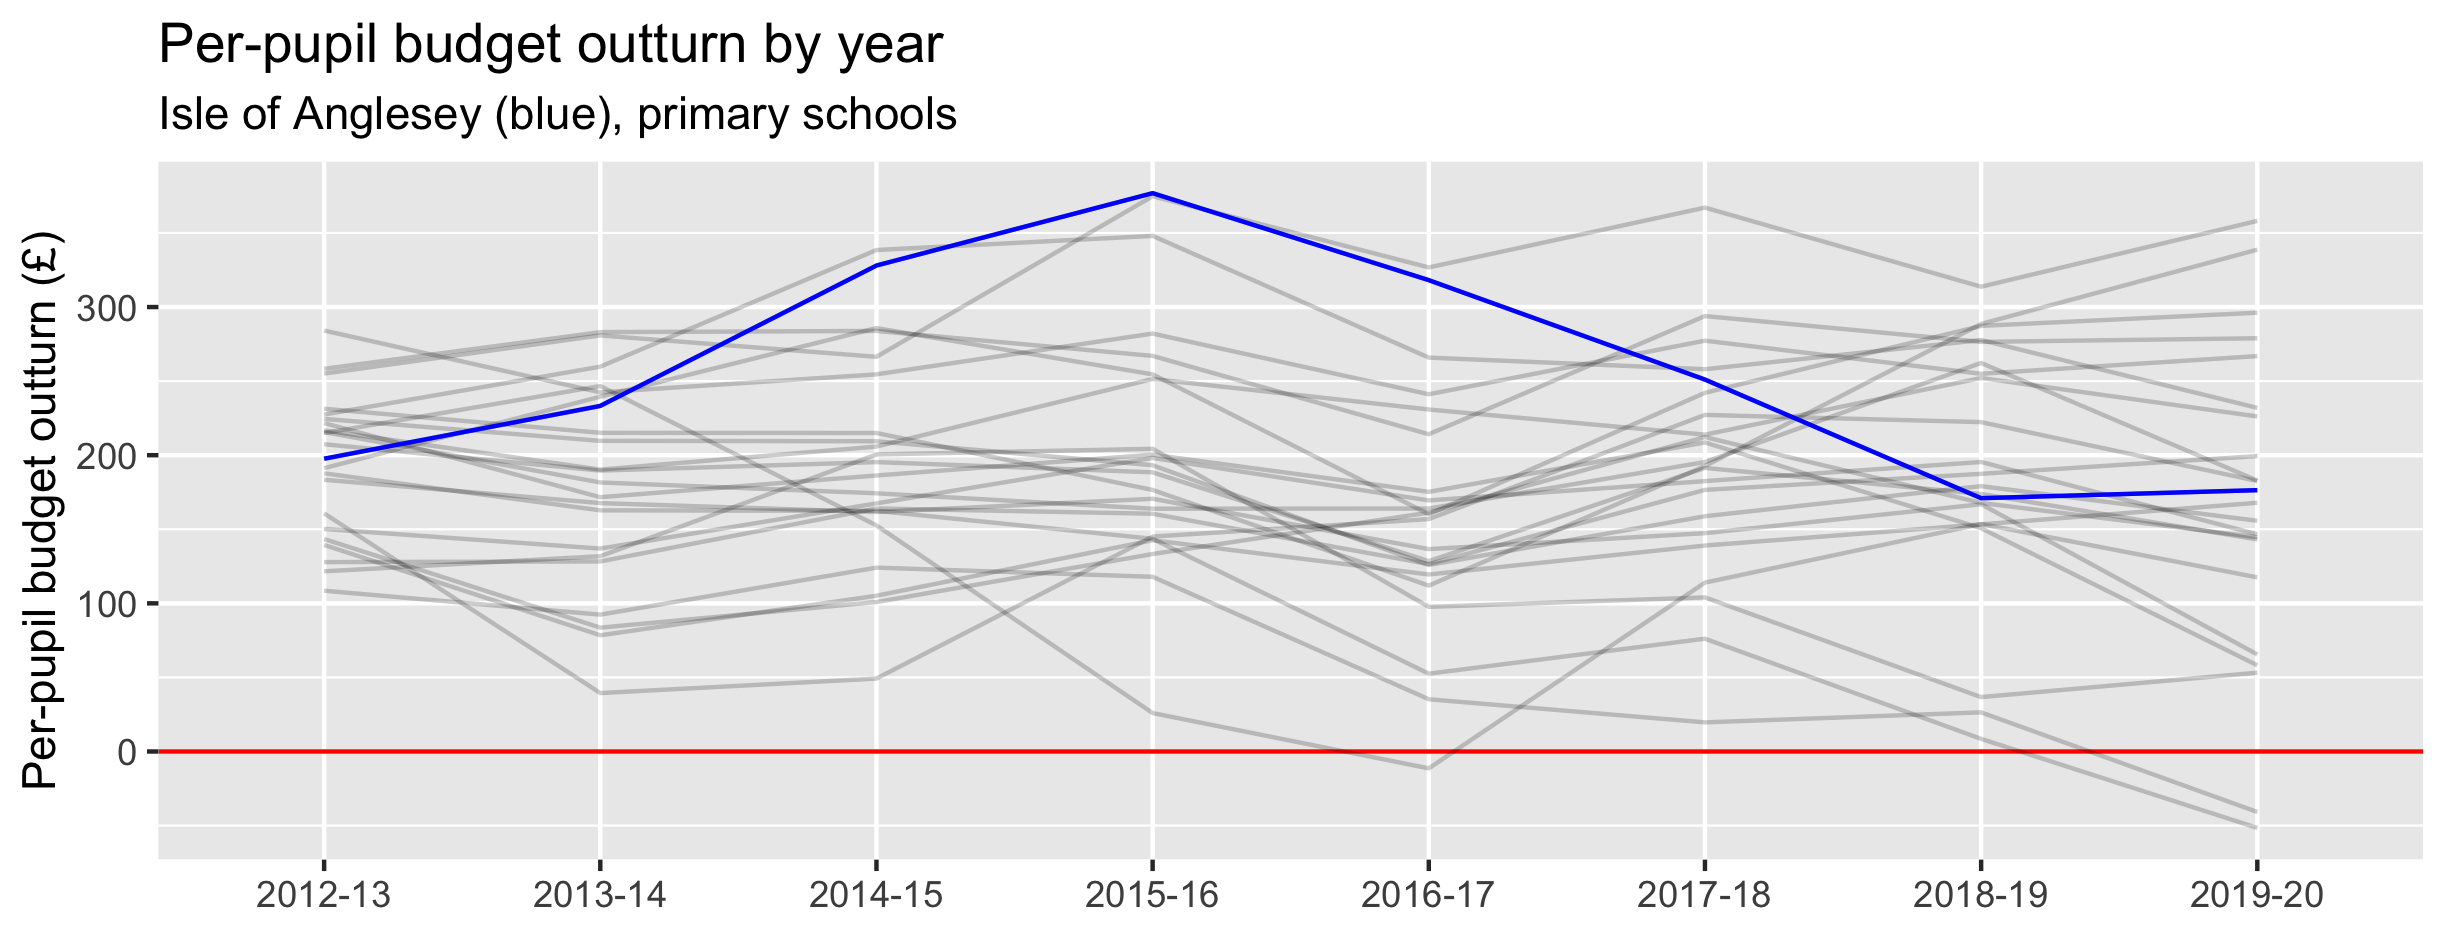 Per-pupil budget outturn by year
Isle of Anglesey (blue), primary schools
Per-pupil budget outturn (£)
300
200
100
0
2012-13 2013-14 2014-15 2015-16 2016-17 2017-18 2018-19 2019-20